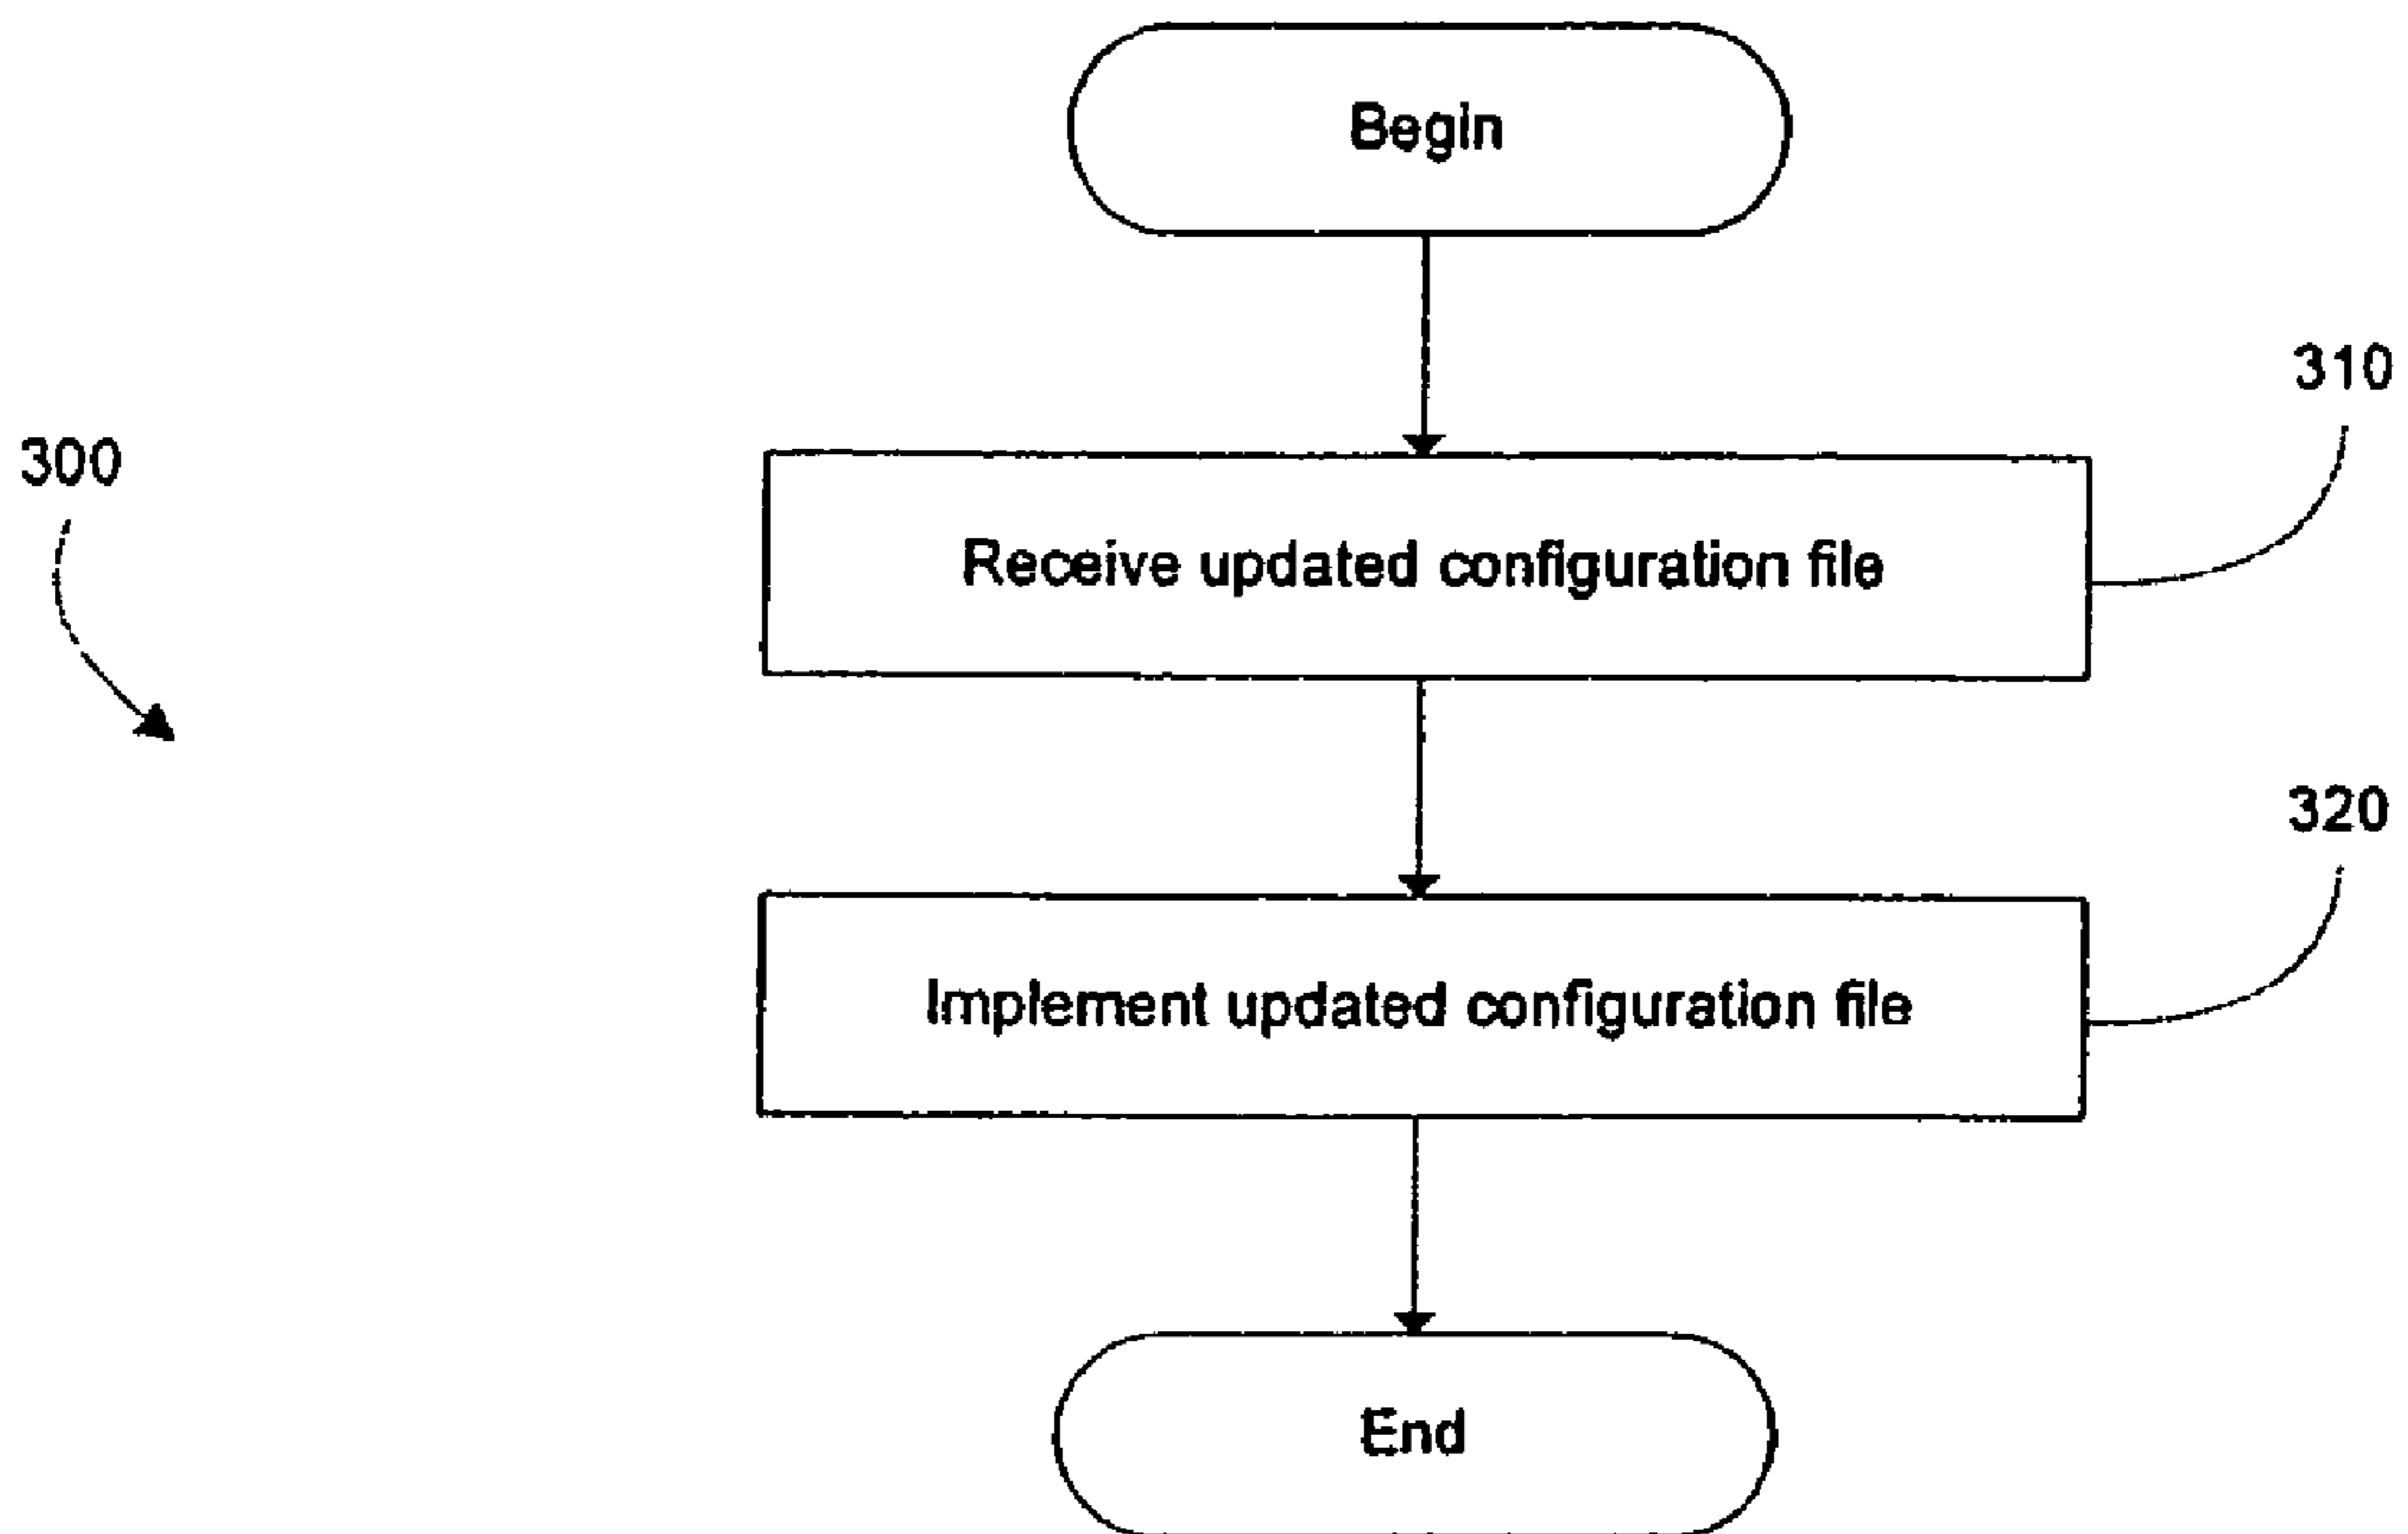 Begin
310
300
Receive updated configuration file
320
Implement updated configuration file
End